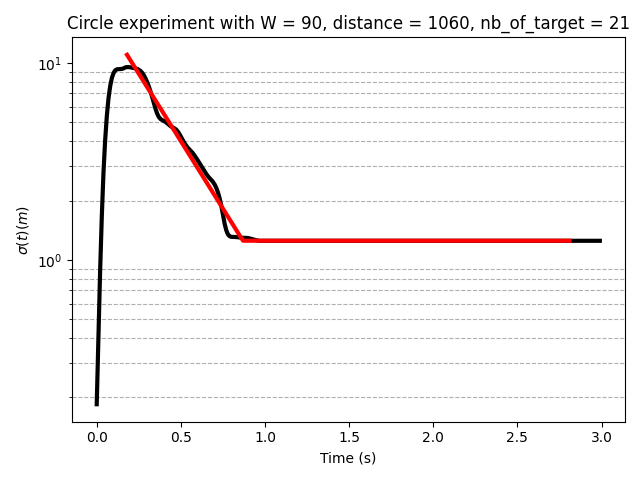 Circle experiment with W = 90, distance = 1060, nb_of_target = 21
10¹
10⁰
σ(t)(m)
0.0 0.5 1.0 1.5 2.0 2.5 3.0
Time (s)